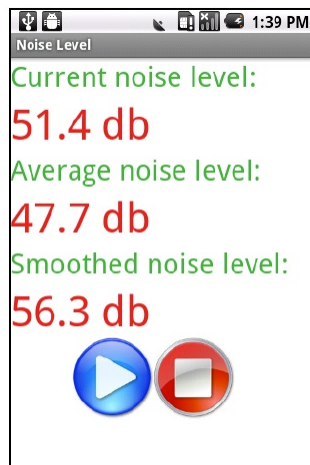 1:39 PM
Noise Level
Current noise level:
51.4 db
Average noise level:
47.7 db
Smoothed noise level:
56.3 db